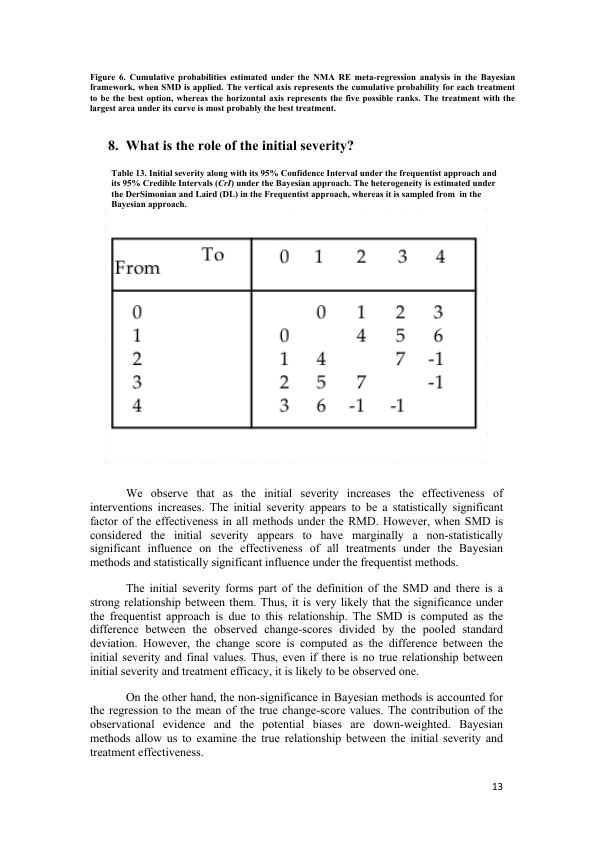 Figure 6. Cumulative probabilities estimated under the NMA RE meta-regression analysis in the Bayesian
framework, when SMD is applied. The vertical axis represents the cumulative probability for each treatment
to be the best option, whereas the horizontal axis represents the five possible ranks. The treatment with the
largest area under its curve is most probably the best treatment.
8. What is the role of the initial severity?
Table 13. Initial severity along with its 95% Confidence Interval under the frequentist approach and
its 95% Credible Intervals (CrI) under the Bayesian approach. The heterogeneity is estimated under
the DerSimonian and Laird (DL) in the Frequentist approach, whereas it is sampled from in the
Bayesian approach.
From To 0 1 2 3 4
0 0 1 2 3
1 0 4 5 6
2 1 4 7 -1
3 2 5 7 -1
4 3 6 -1 -1
We observe that as the initial severity increases the effectiveness of
interventions increases. The initial severity appears to be a statistically significant
factor of the effectiveness in all methods under the RMD. However, when SMD is
considered the initial severity appears to have marginally a non-statistically
significant influence on the effectiveness of all treatments under the Bayesian
methods and statistically significant influence under the frequentist methods.
The initial severity forms part of the definition of the SMD and there is a
strong relationship between them. Thus, it is very likely that the significance under
the frequentist approach is due to this relationship. The SMD is computed as the
difference between the observed change-scores divided by the pooled standard
deviation. However, the change score is computed as the difference between the
initial severity and final values. Thus, even if there is no true relationship between
initial severity and treatment efficacy, it is likely to be observed one.
On the other hand, the non-significance in Bayesian methods is accounted for
the regression to the mean of the true change-score values. The contribution of the
observational evidence and the potential biases are down-weighted. Bayesian
methods allow us to examine the true relationship between the initial severity and
treatment effectiveness.
13